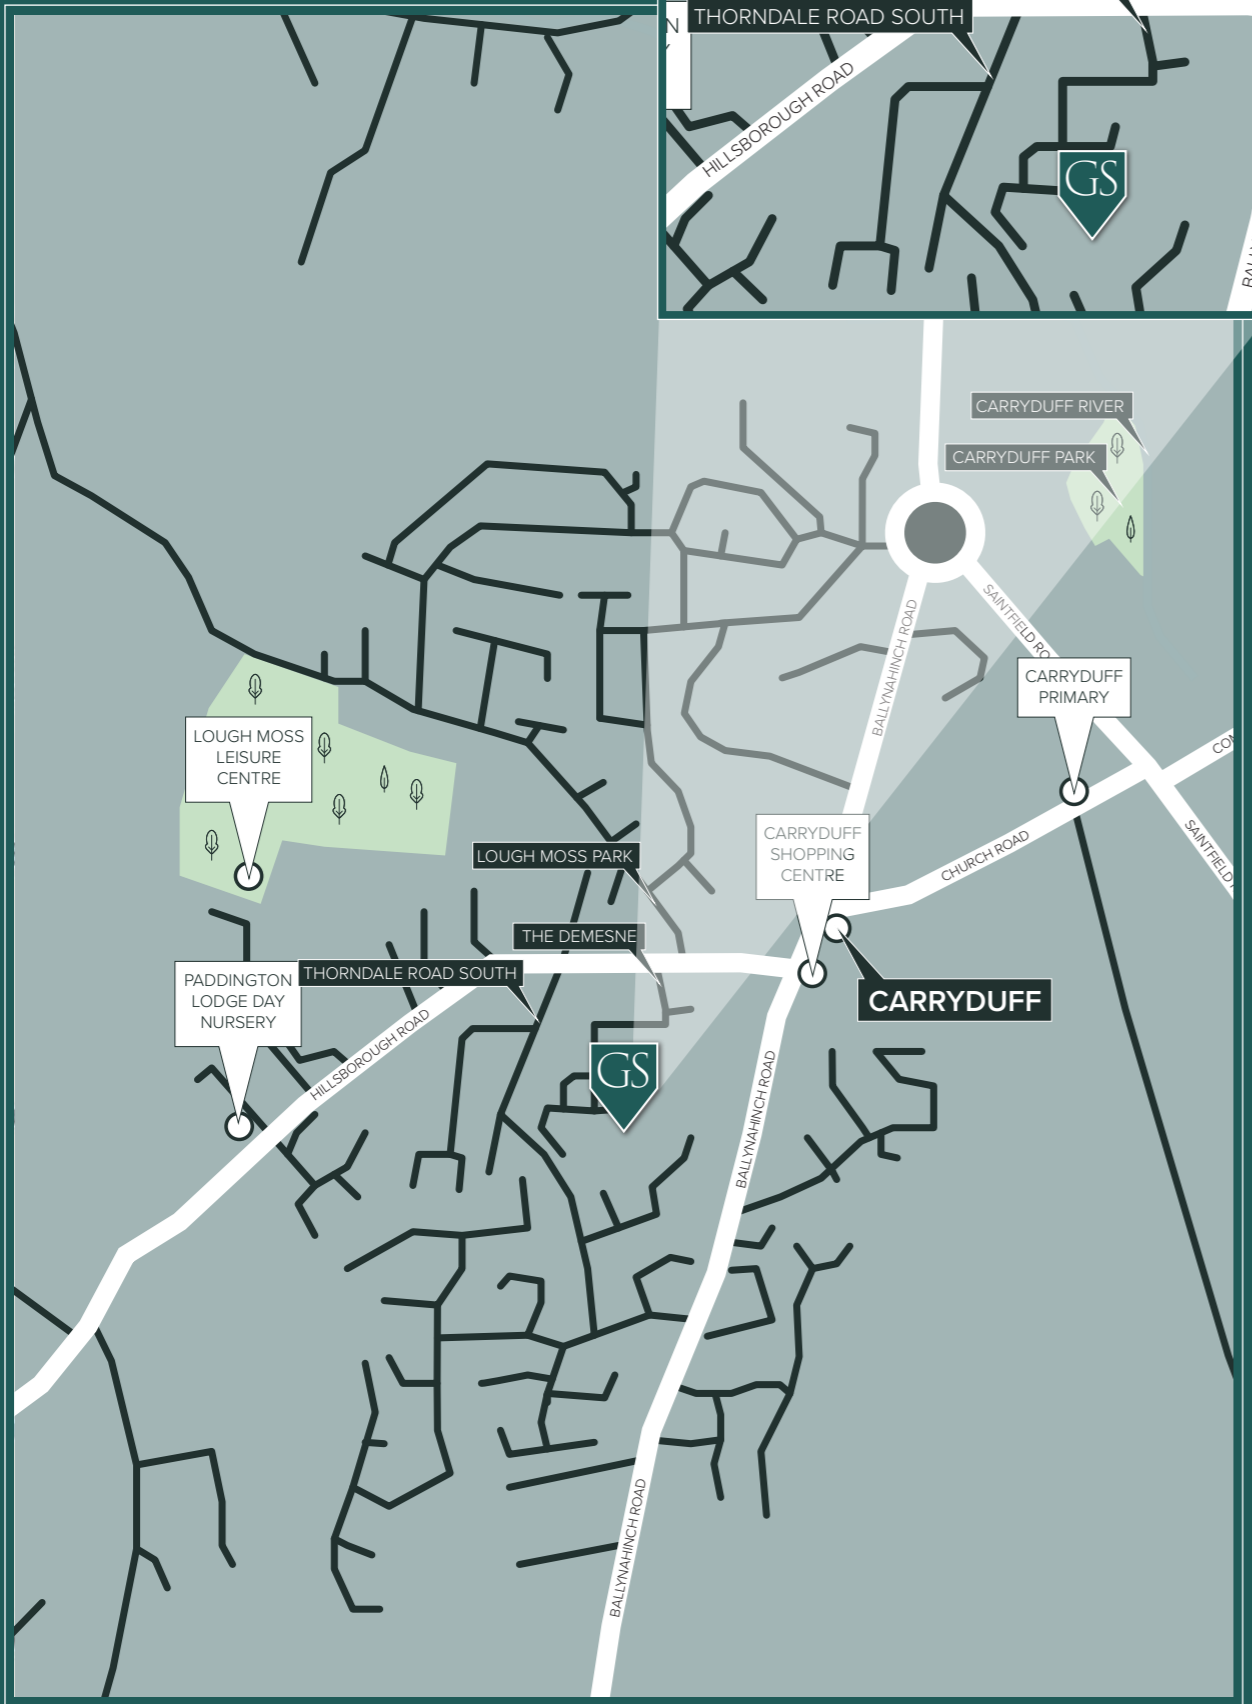 THORNDALE ROAD SOUTH
N
HILLSBOROUGH ROAD
GS
CARRYDUFF RIVER
CARRYDUFF PARK
BALLYNAHINCH ROAD
CARRYDUFF
PRIMARY
LOUGH MOSS
LEISURE
CENTRE
CARRYDUFF
SHOPPING
CENTRE
CHURCH ROAD
SAINTFIELD
LOUGH MOSS PARK
THE DEMESNE
THORNDALE ROAD SOUTH
PADDINGTON
LODGE DAY
NURSERY
CARRYDUFF
HILLSBOROUGH ROAD
GS
BALLYNAHINCH ROAD
BALLYNAHINCH ROAD